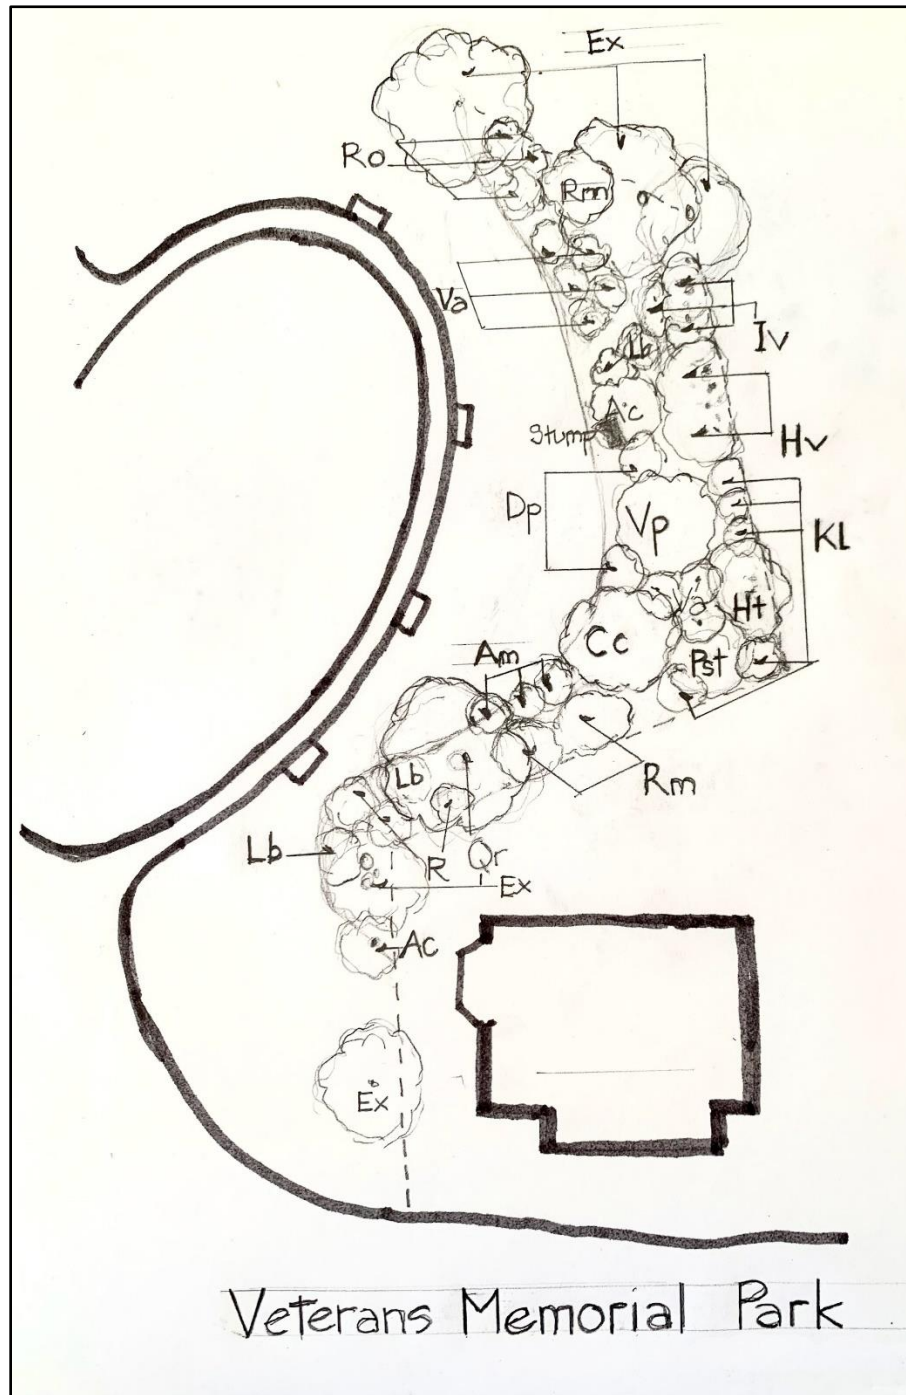 Ex
Ro
Rm
Va
Iv
Lb
Ac
Stump
Hv
Dp
Vp
Kl
Va
Ht
Cc
Am
Pst
Lb
Rm
Lb
R
Qr
Ex
Ac
Ex
Veterans Memorial Park